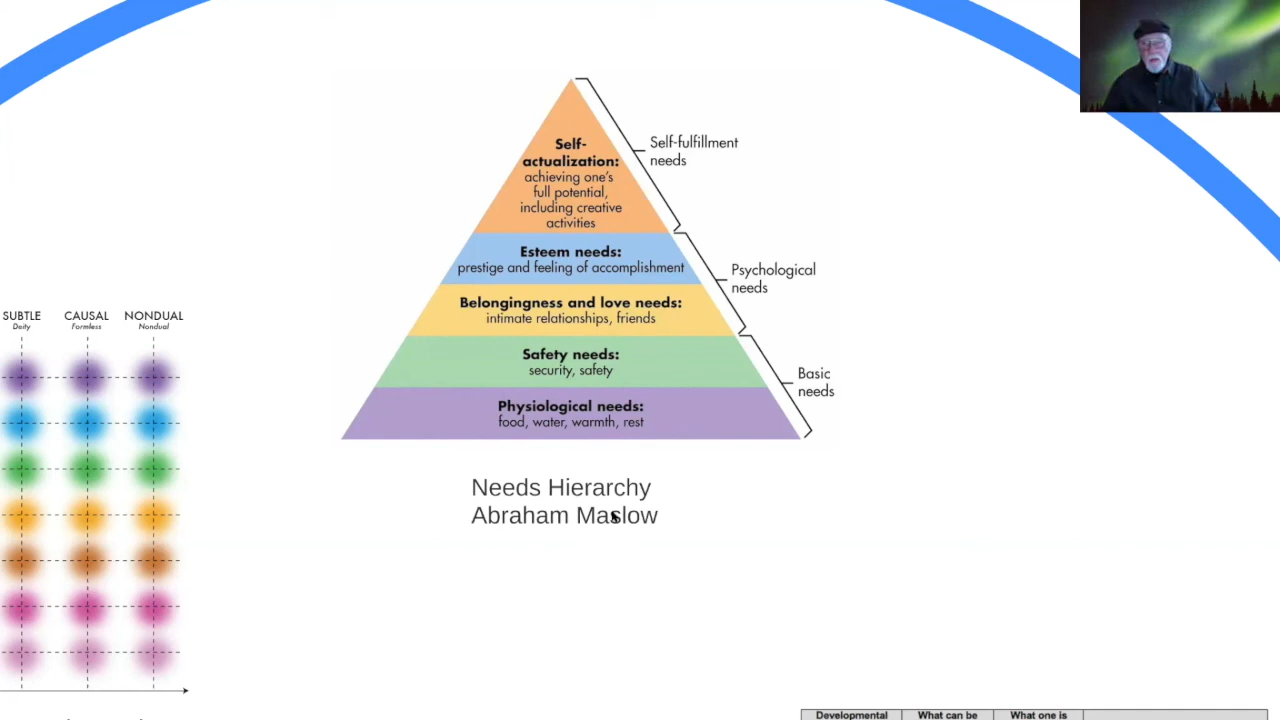 Self-
actualization:
achieving one's
full potential,
including creative
activities
Self-fulfillment
needs
Esteem needs:
prestige and feeling of accomplishment
Psychological
needs
Belongingness and love needs:
intimate relationships, friends
Safety needs:
security, safety
Basic
needs
Physiological needs:
food, water, warmth, rest
Needs Hierarchy
Abraham Maslow
SUBTLE CAUSAL NONDUAL
Deity Formless Nondual
Developmental What can be What one is